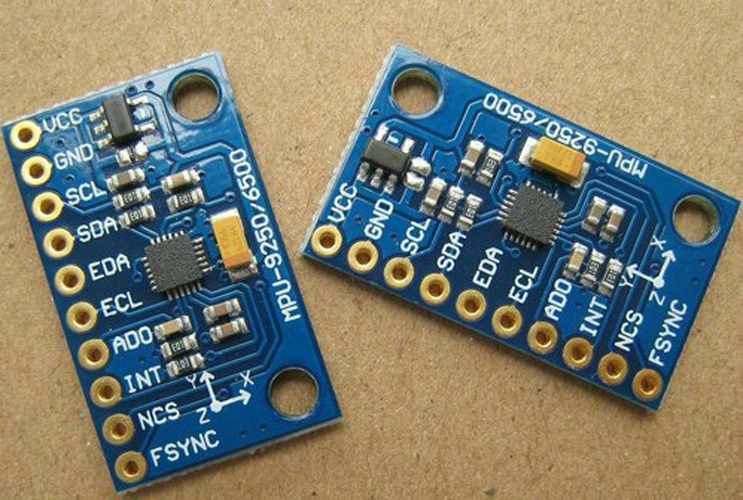 VCC
GND
SCL
SDA
EDA
ECL
ADO
INT
NCS
FSYNC
MPU-9250/6500
Y
X
Z
MPU-9250/6500
VCC
GND
SCL
SDA
EDA
ECL
ADO
INT
NCS
FSYNC
X
Y
Z